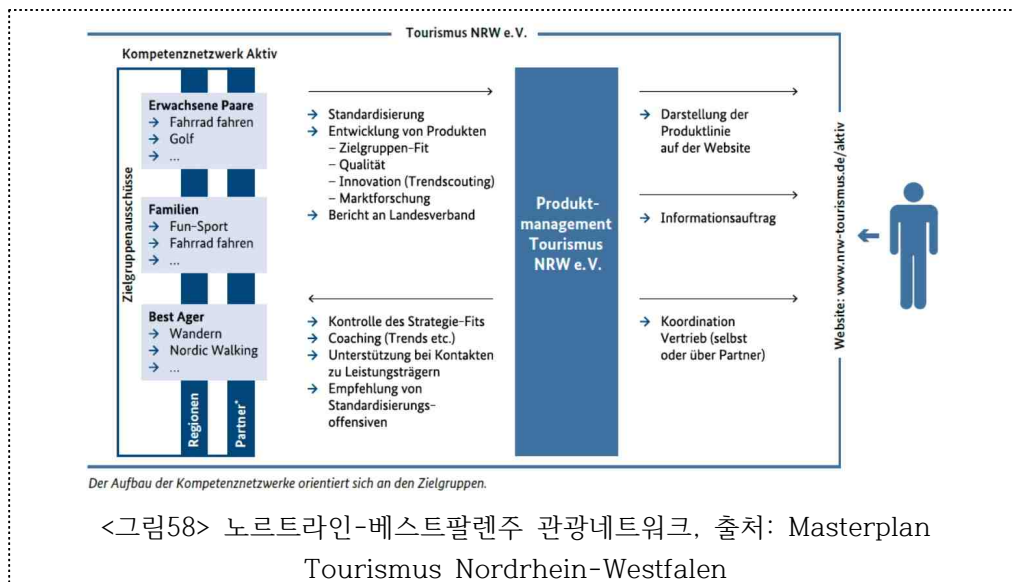 Tourismus NRW e.V.
Kompetenznetzwerk Aktiv
Zielgruppenausschüsse
Erwachsene Paare
→ Fahrrad fahren
→ Golf
→ ...
Familien
→ Fun-Sport
→ Fahrrad fahren
→ ...
Best Ager
→ Wandern
→ Nordic Walking
→ ...
Regionen
Partner*
→ Standardisierung
→ Entwicklung von Produkten
– Zielgruppen-Fit
– Qualität
– Innovation (Trendscouting)
– Marktforschung
→ Bericht an Landesverband
→ Kontrolle des Strategie-Fits
→ Coaching (Trends etc.)
→ Unterstützung bei Kontakten
zu Leistungsträgern
→ Empfehlung von
Standardisierungs-
offensiven
Produkt-
management
Tourismus
NRW e.V.
→ Darstellung der
Produktlinie
auf der Website
→ Informationsauftrag
→ Koordination
Vertrieb (selbst
oder über Partner)
Website: www.nrw-tourismus.de/aktiv
Der Aufbau der Kompetenznetzwerke orientiert sich an den Zielgruppen.
<그림58> 노르트라인-베스트팔렌주 관광네트워크, 출처: Masterplan
Tourismus Nordrhein-Westfalen